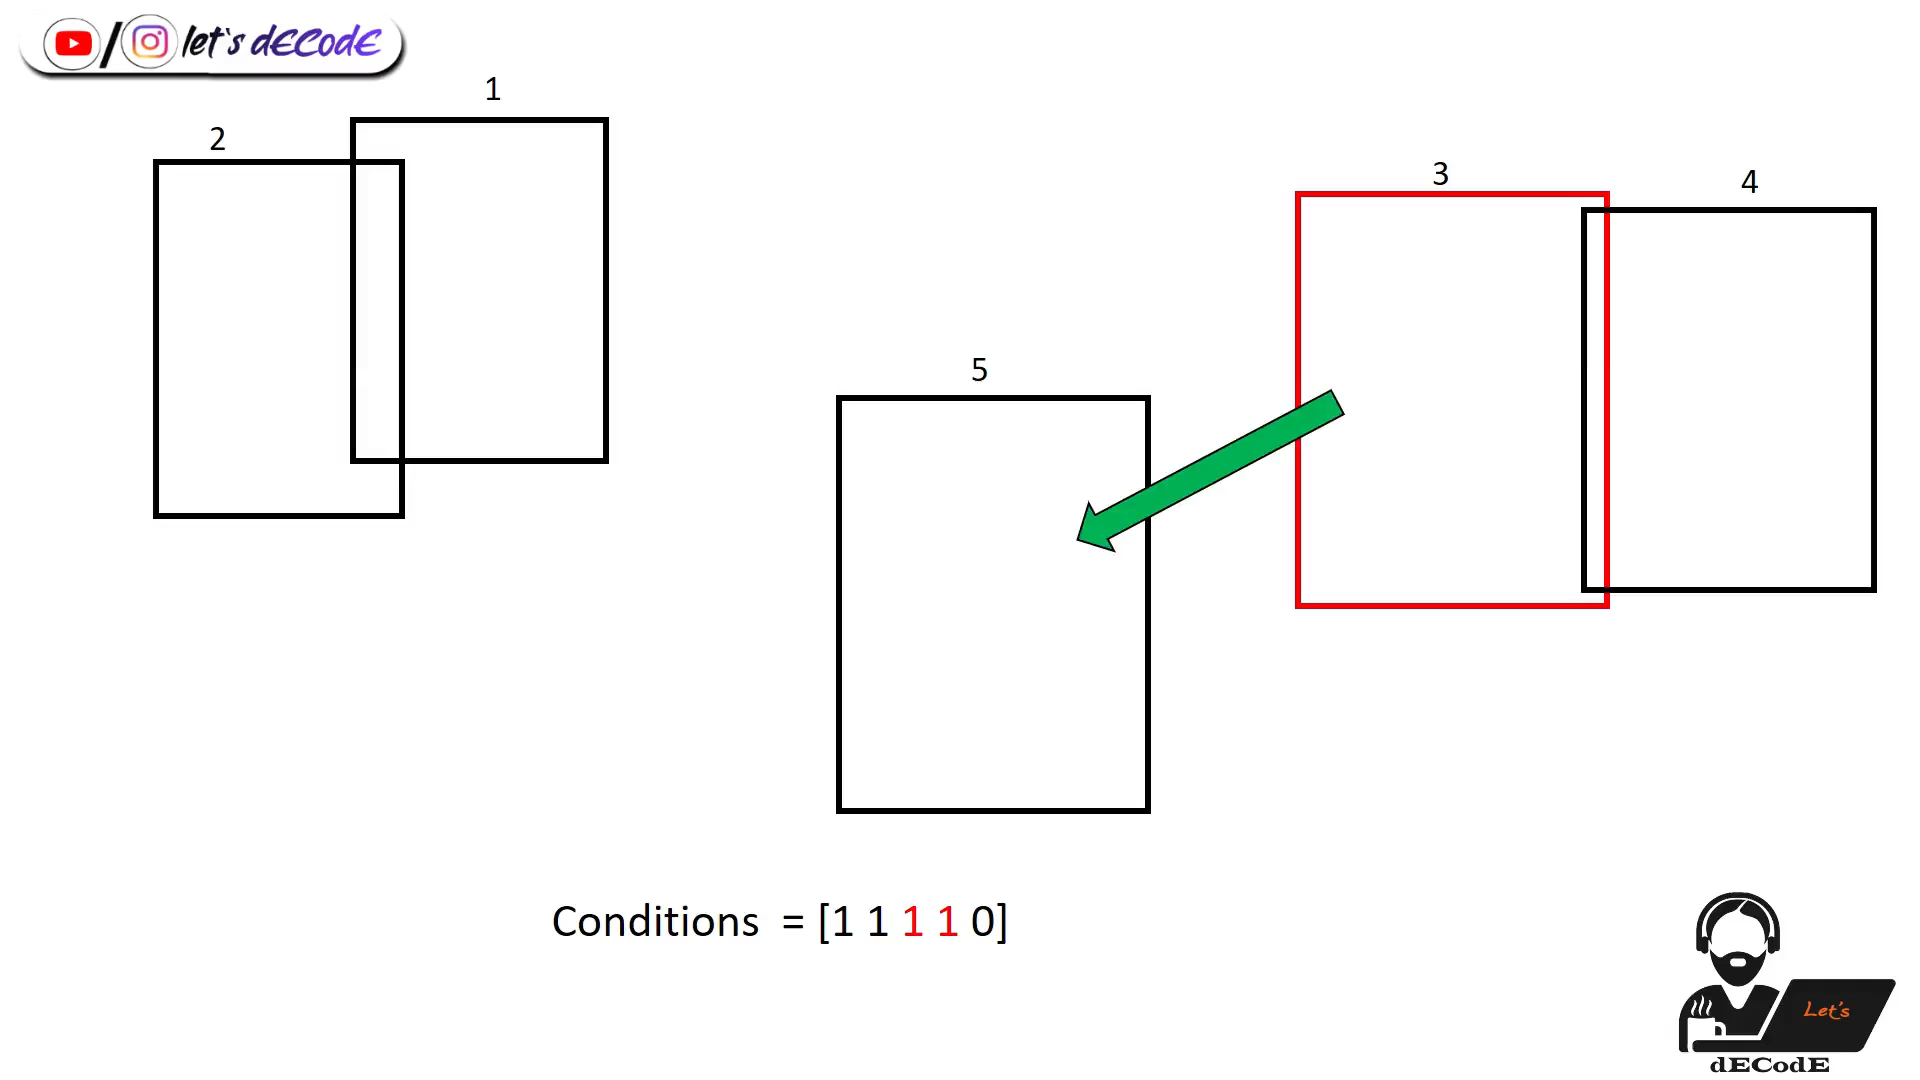 let's dECodE
1
2
3
4
5
Conditions = [1 1 1 1 0]
Let's
dECodE